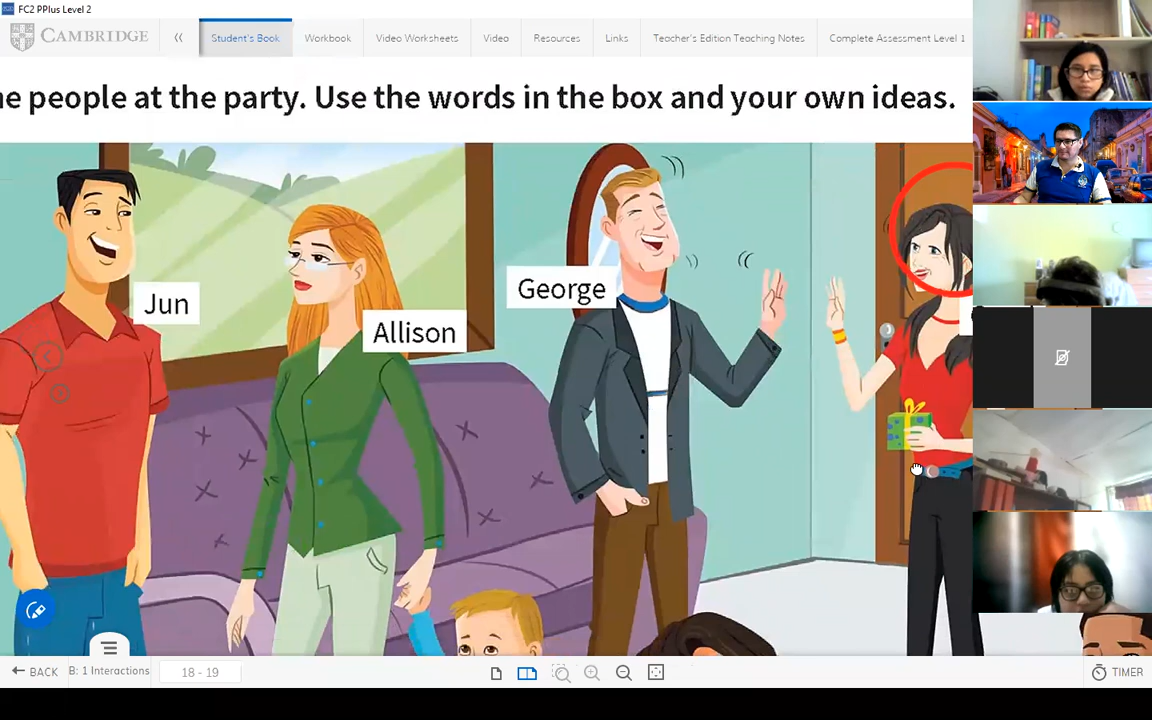 FC2 PPlus Level 2
CAMBRIDGE
Student's Book
Workbook
Video Worksheets
Video
Resources
Links
Teacher's Edition Teaching Notes
Complete Assessment Level 1
he people at the party. Use the words in the box and your own ideas.
Jun
Allison
George
BACK
B: 1 Interactions
18 - 19
TIMER